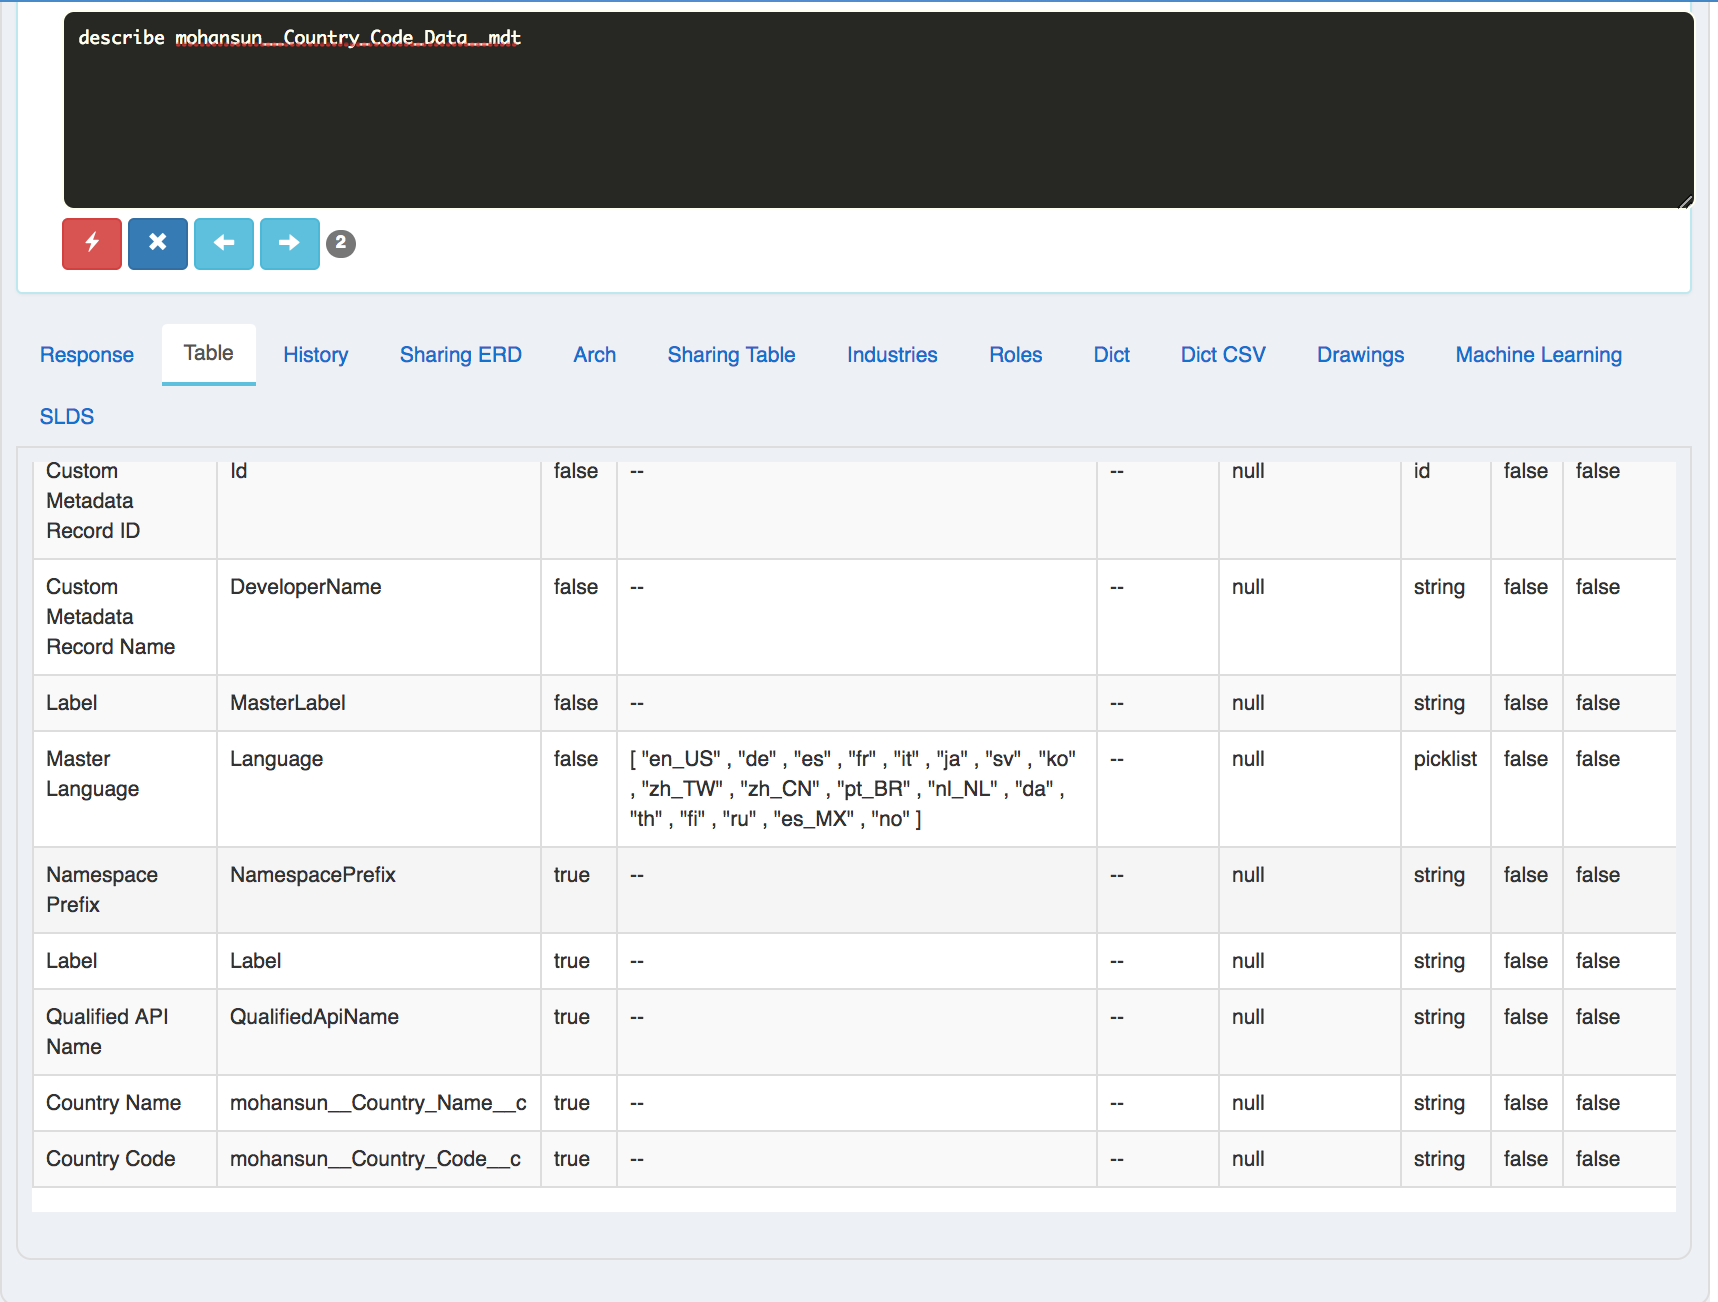 describe mohansun__Country_Code_Data__mdt
2
Response Table History Sharing ERD Arch Sharing Table Industries Roles Dict Dict CSV Drawings Machine Learning
SLDS
Custom Id false -- -- null id false false
Metadata
Record ID
Custom DeveloperName false -- -- null string false false
Metadata
Record Name
Label MasterLabel false -- -- null string false false
Master Language false [ "en_US" , "de" , "es" , "fr" , "it" , "ja" , "sv" , "ko" -- null picklist false false
Language , "zh_TW" , "zh_CN" , "pt_BR" , "nl_NL" , "da" ,
"th" , "fi" , "ru" , "es_MX" , "no" ]
Namespace NamespacePrefix true -- -- null string false false
Prefix
Label Label true -- -- null string false false
Qualified API QualifiedApiName true -- -- null string false false
Name
Country Name mohansun__Country_Name__c true -- -- null string false false
Country Code mohansun__Country_Code__c true -- -- null string false false